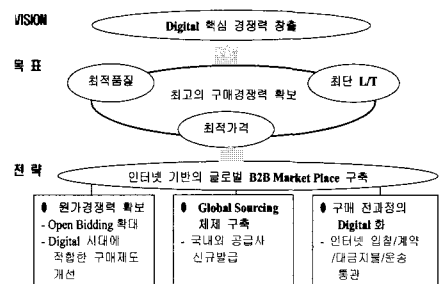 VISION
Digital 핵심 경쟁력 창출
목 표
최적품질
최고의 구매경쟁력 확보
최단 L/T
최적가격
전 략
인터넷 기반의 글로벌 B2B Market Place 구축
원가경쟁력 확보
- Open Bidding 확대
- Digital 시대에
적합한 구매제도
개선
Global Sourcing
체제 구축
- 국내외 공급사
신규발급
구매 전과정의
Digital 화
- 인터넷 입찰/계약
/대금지불/운송
통관